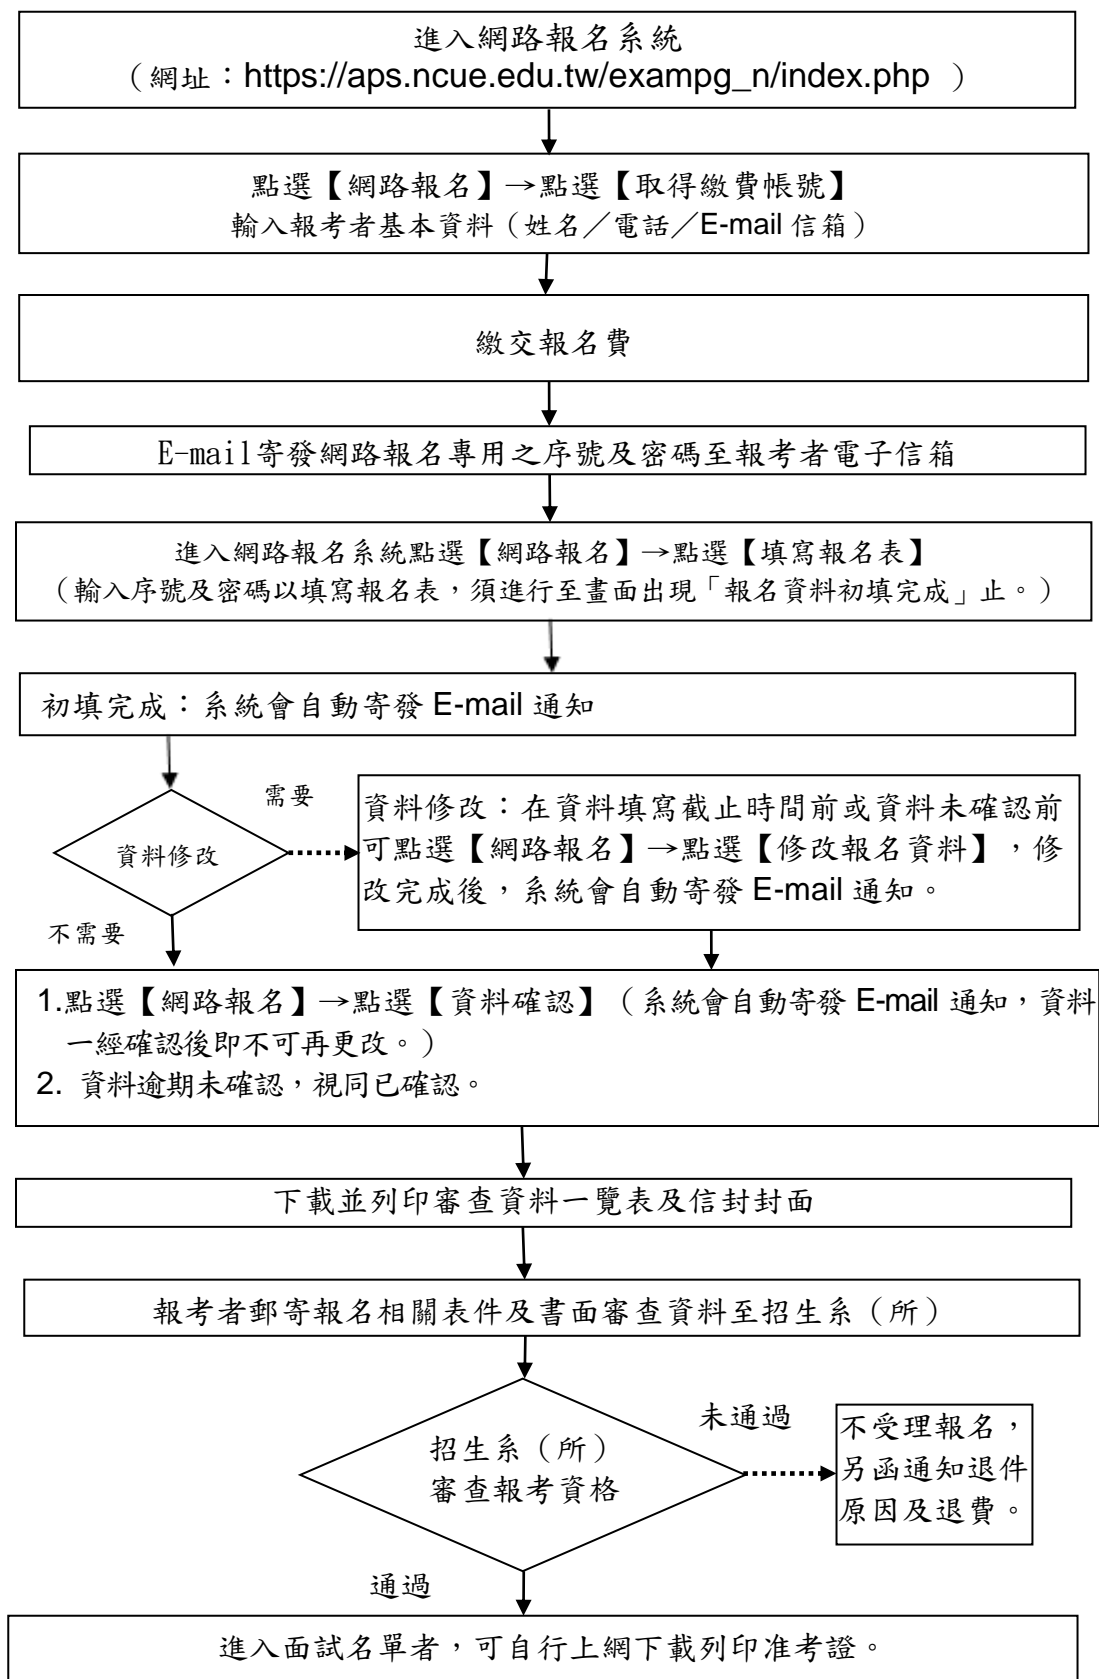 進入網路報名系統
（網址：https://aps.ncue.edu.tw/exampg_n/index.php ）
點選【網路報名】→點選【取得繳費帳號】
輸入報考者基本資料（姓名／電話／E-mail 信箱）
繳交報名費
E-mail寄發網路報名專用之序號及密碼至報考者電子信箱
進入網路報名系統點選【網路報名】→點選【填寫報名表】
（輸入序號及密碼以填寫報名表，須進行至畫面出現「報名資料初填完成」止。）
初填完成：系統會自動寄發 E-mail 通知
資料修改
需要
資料修改：在資料填寫截止時間前或資料未確認前
可點選【網路報名】→點選【修改報名資料】，修
改完成後，系統會自動寄發 E-mail 通知。
不需要
1.點選【網路報名】→點選【資料確認】（系統會自動寄發 E-mail 通知，資料
一經確認後即不可再更改。）
2. 資料逾期未確認，視同已確認。
下載並列印審查資料一覽表及信封封面
報考者郵寄報名相關表件及書面審查資料至招生系（所）
招生系（所）
審查報考資格
未通過
不受理報名，
另函通知退件
原因及退費。
通過
進入面試名單者，可自行上網下載列印准考證。